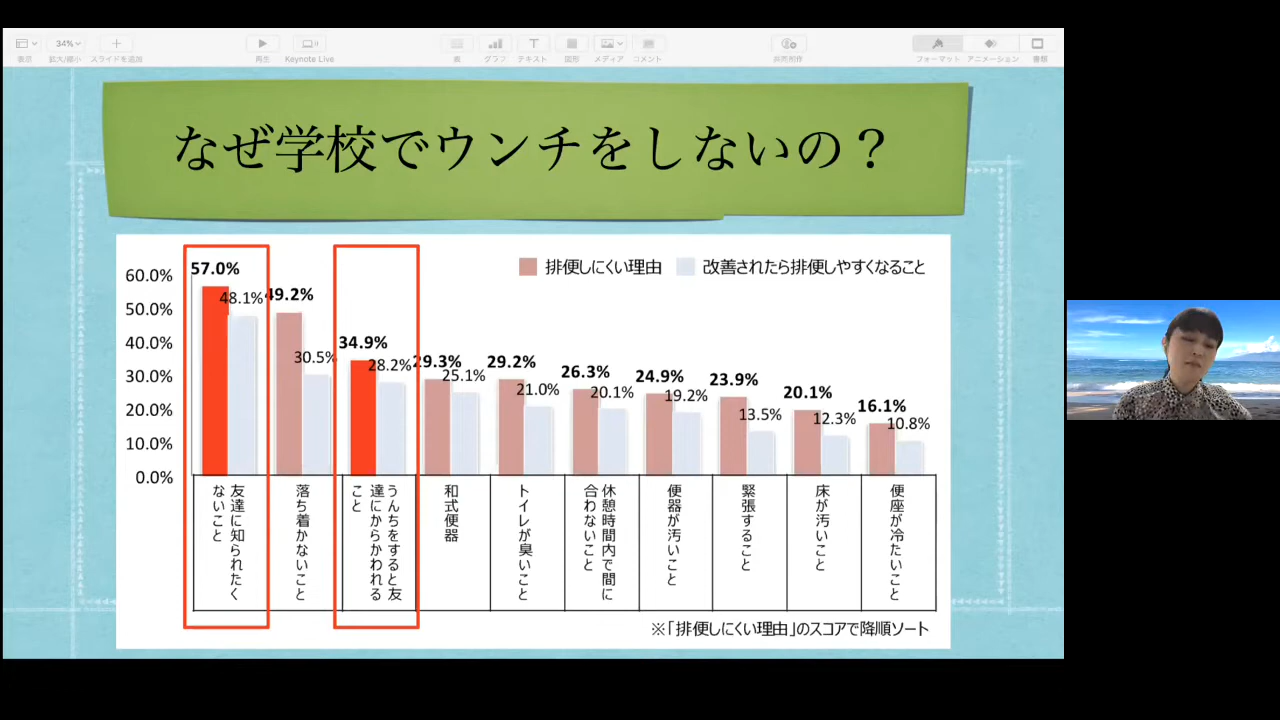 34%
表示
拡大/縮小
スライドを追加
再生
Keynote Live
表
グラフ
テキスト
図形
メディア
コメント
共同制作
フォーマット
アニメーション
書類
なぜ学校でウンチをしないの？
排便しにくい理由
改善されたら排便しやすくなること
60.0%
50.0%
40.0%
30.0%
20.0%
10.0%
0.0%
57.0%
48.1%
49.2%
30.5%
34.9%
28.2%
29.3%
25.1%
29.2%
21.0%
26.3%
20.1%
24.9%
19.2%
23.9%
13.5%
20.1%
12.3%
16.1%
10.8%
友達に知られたく
ないこと
落ち着かないこと
うんちをすると友
達にからかわれる
こと
和式便器
トイレが臭いこと
休憩時間内で間に
合わないこと
便器が汚いこと
緊張すること
床が汚いこと
便座が冷たいこと
※「排便しにくい理由」のスコアで降順ソート